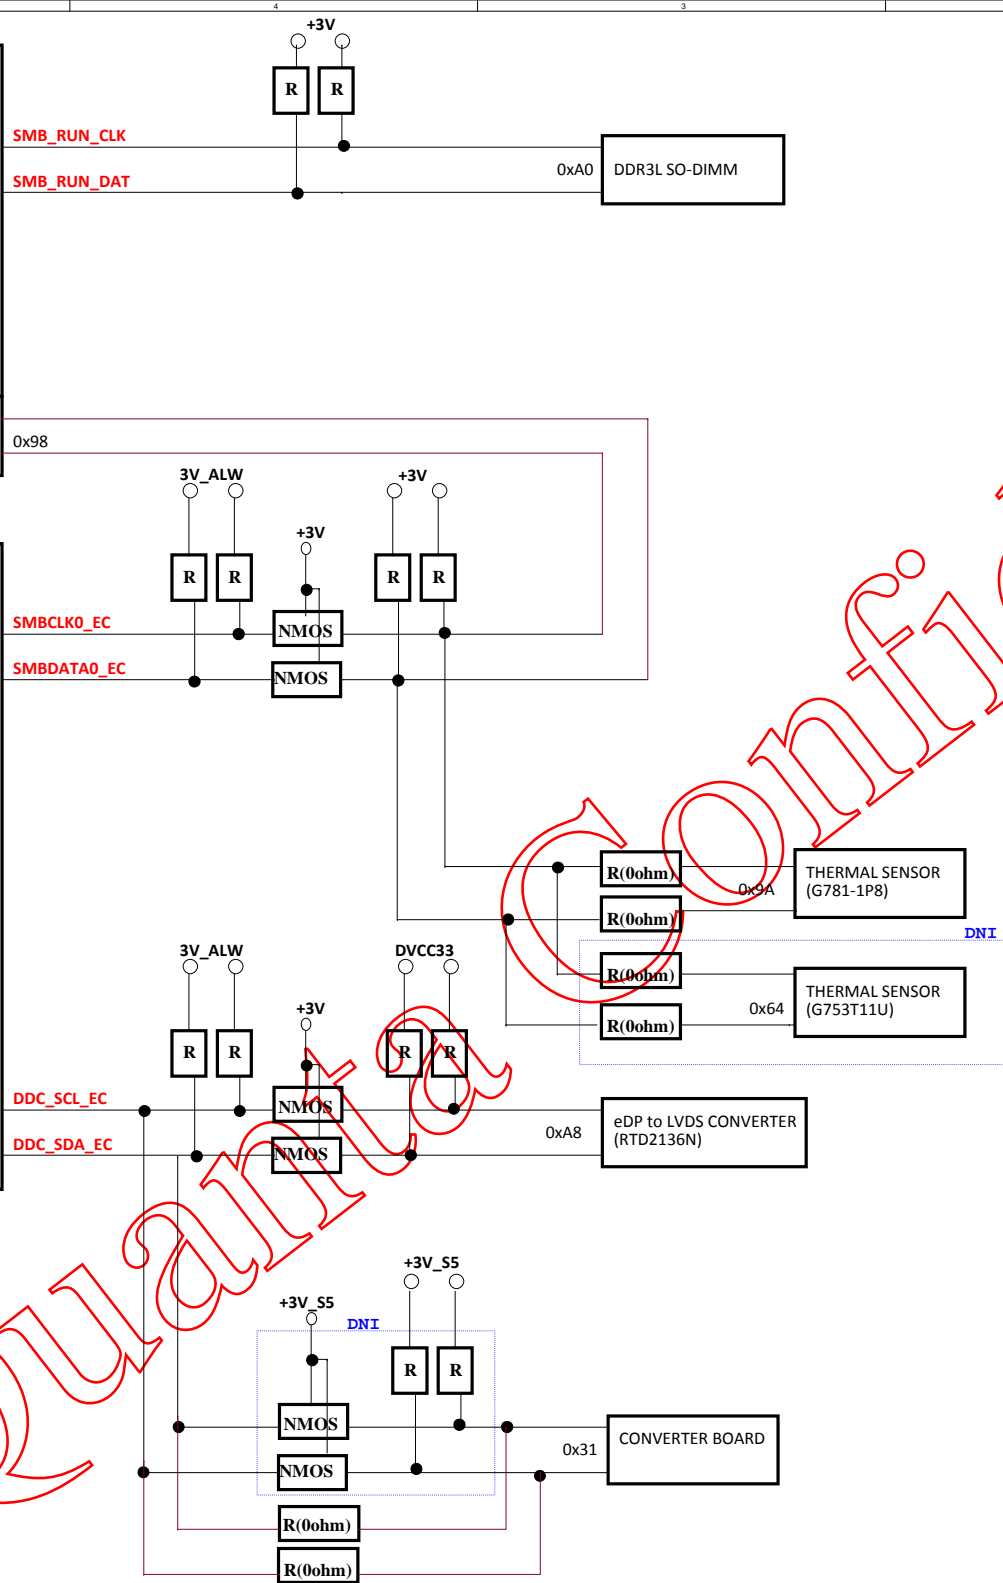 4
3
+3V
R
R
SMB_RUN_CLK
SMB_RUN_DAT
0xA0
DDR3L SO-DIMM
0x98
3V_ALW
+3V
+3V
R
R
R
R
SMBCLK0_EC
NMOS
SMBDATA0_EC
NMOS
R(0ohm)
0x9A
THERMAL SENSOR
(G781-1P8)
R(0ohm)
DNI
R(0ohm)
R(0ohm)
0x64
THERMAL SENSOR
(G753T11U)
3V_ALW
DVCC33
+3V
R
R
R
R
DDC_SCL_EC
NMOS
DDC_SDA_EC
NMOS
0xA8
eDP to LVDS CONVERTER
(RTD2136N)
+3V_S5
+3V_S5
DNI
R
R
NMOS
NMOS
0x31
CONVERTER BOARD
R(0ohm)
R(0ohm)
Quanta Confi